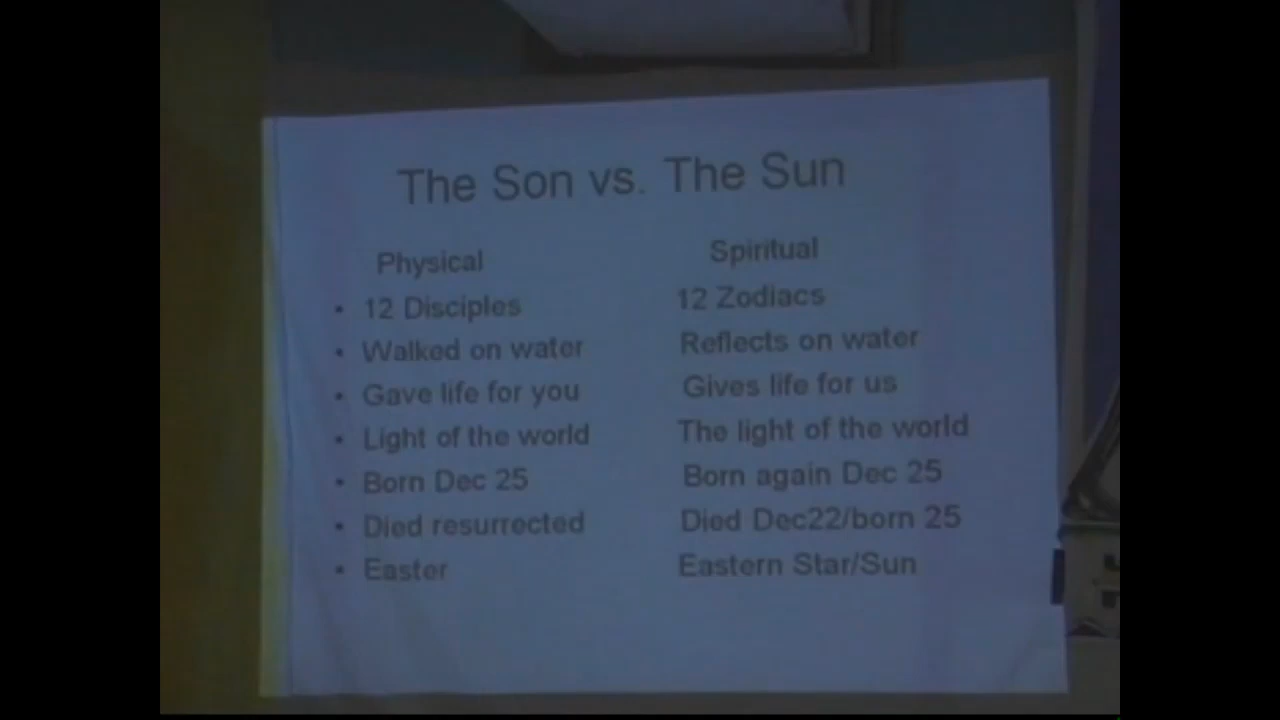 The Son vs. The Sun
Physical Spiritual
• 12 Disciples 12 Zodiacs
• Walked on water Reflects on water
• Gave life for you Gives life for us
• Light of the world The light of the world
• Born Dec 25 Born again Dec 25
• Died resurrected Died Dec22/born 25
• Easter Eastern Star/Sun